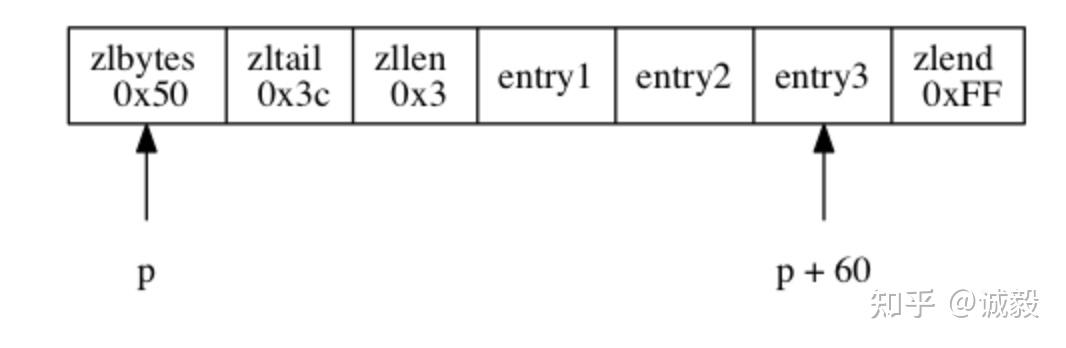 zlbytes
0x50
zltail
0x3c
zllen
0x3
entry1
entry2
entry3
zlend
0xFF
p
p + 60
知乎 @诚毅